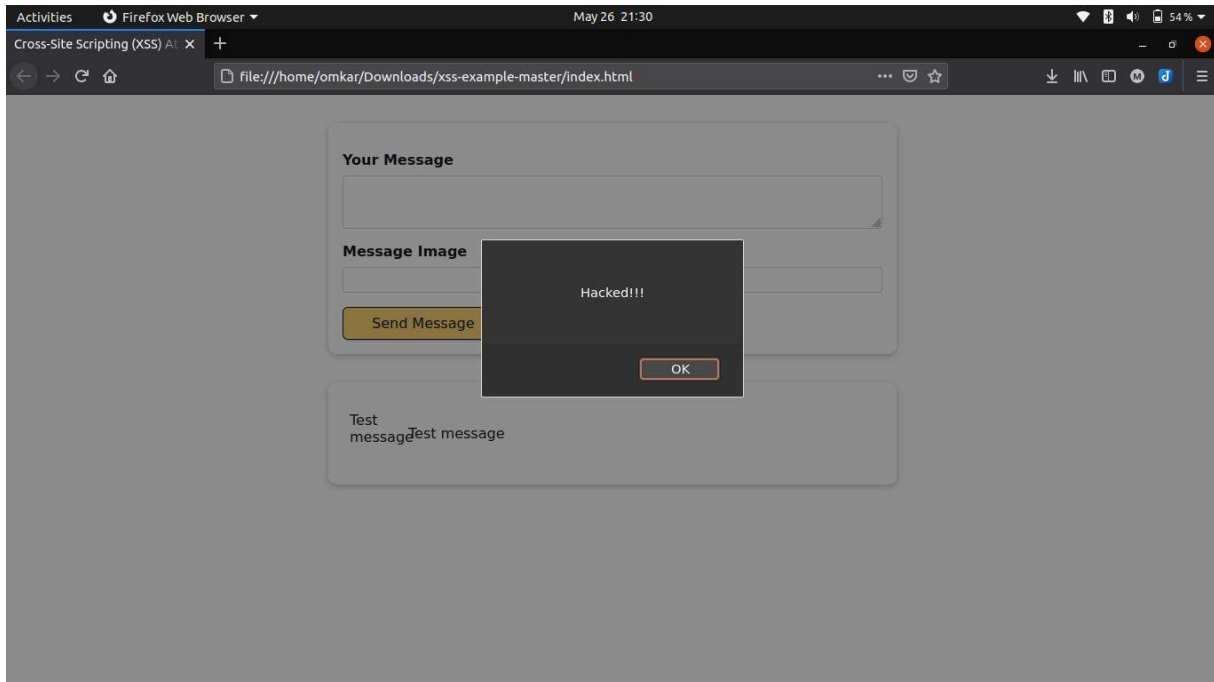 Activities Firefox Web Browser May 26 21:30 54 %
Cross-Site Scripting (XSS) At
file:///home/omkar/Downloads/xss-example-master/index.html
Your Message
Message Image
Hacked!!!
Send Message
OK
Test
message
Test message